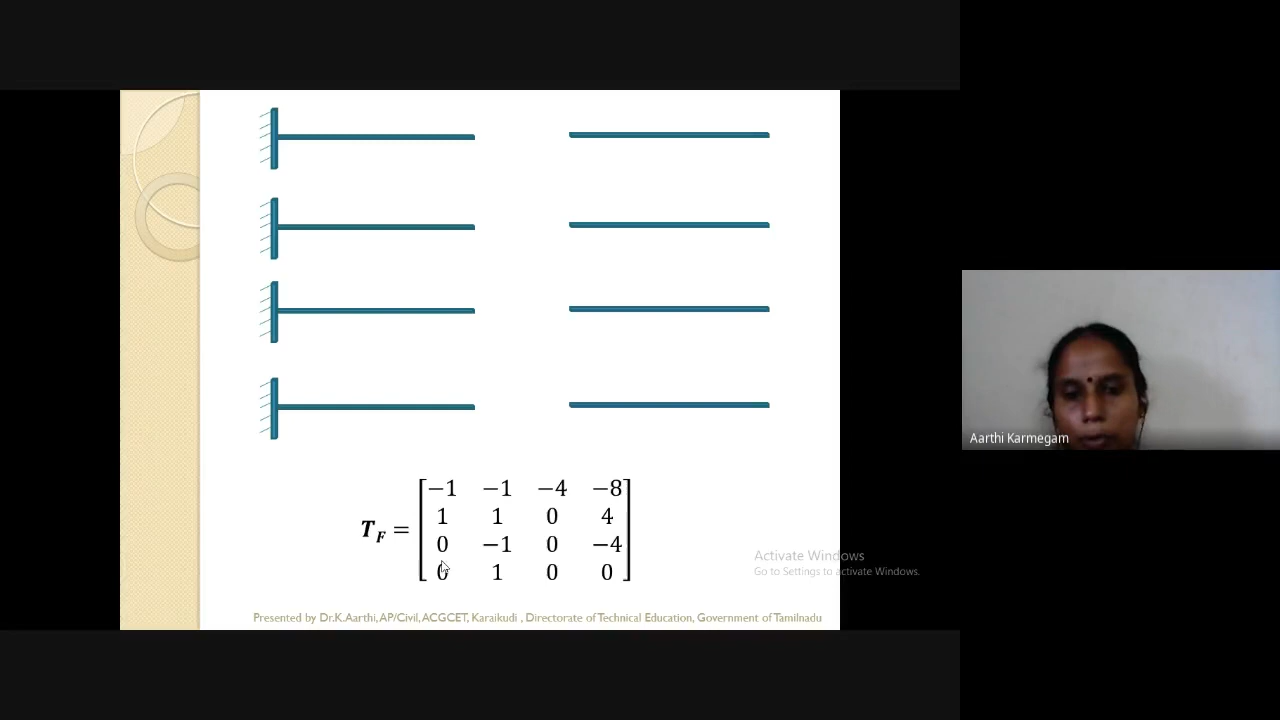 T_F =
−1 −1 −4 −8
1 1 0 4
0 −1 0 −4
0 1 0 0
Aarthi Karmegam
Activate Windows
Go to Settings to activate Windows.
Presented by Dr.K.Aarthi, AP/Civil, ACGCET, Karaikudi , Directorate of Technical Education, Government of Tamilnadu